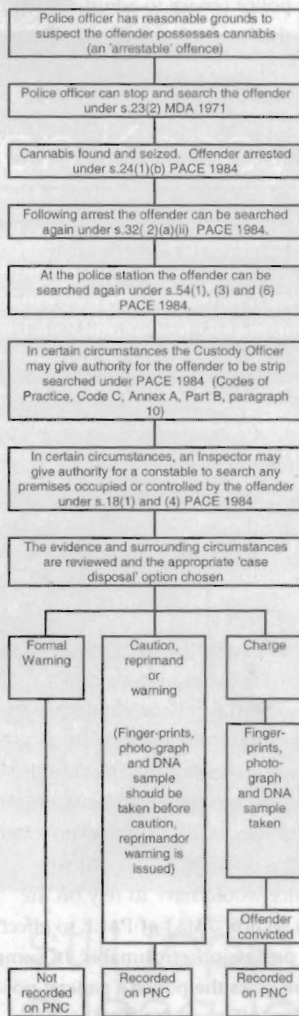 Police officer has reasonable grounds to
suspect the offender possesses cannabis
(an 'arrestable' offence)
Police officer can stop and search the offender
under s.23(2) MDA 1971
Cannabis found and seized. Offender arrested
under s.24(1)(b) PACE 1984
Following arrest the offender can be searched
again under s.32( 2)(a)(ii) PACE 1984.
At the police station the offender can be
searched again under s.54(1), (3) and (6)
PACE 1984.
In certain circumstances the Custody Officer
may give authority for the offender to be strip
searched under PACE 1984 (Codes of
Practice, Code C, Annex A, Part B, paragraph
10)
In certain circumstances, an Inspector may
give authority for a constable to search any
premises occupied or controlled by the offender
under s.18(1) and (4) PACE 1984
The evidence and surrounding circumstances
are reviewed and the appropriate 'case
disposal' option chosen
Formal
Warning
Caution,
reprimand
or
warning
(Finger-prints,
photo-graph
and DNA
sample
should be
taken before
caution,
reprimandor
warning is
issued)
Charge
Finger-
prints,
photo-
graph
and DNA
sample
taken
Offender
convicted
Not
recorded
on PNC
Recorded
on PNC
Recorded
on PNC